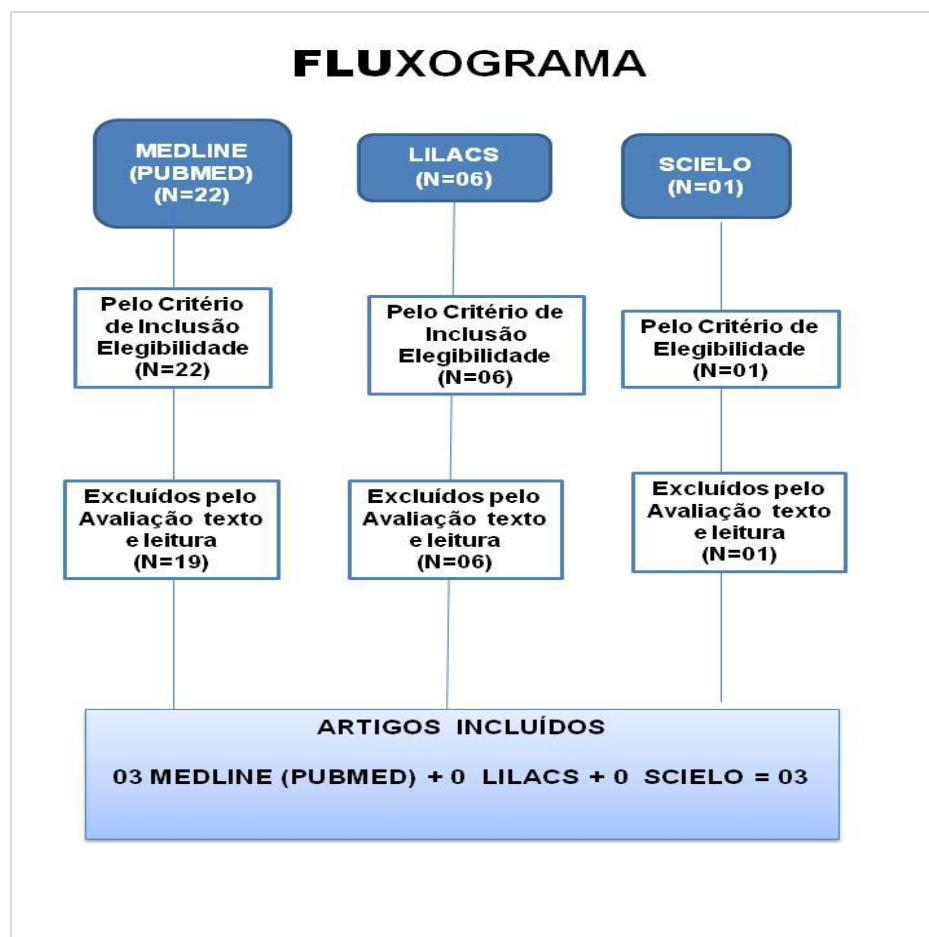 FLUXOGRAMA
MEDLINE
(PUBMED)
(N=22)
LILACS
(N=06)
SCIELO
(N=01)
Pelo Critério
de Inclusão
Elegibilidade
(N=22)
Pelo Critério de
Inclusão
Elegibilidade
(N=06)
Pelo Critério de
Elegibilidade
(N=01)
Excluídos pelo
Avaliação texto
e leitura
(N=19)
Excluídos pelo
Avaliação texto
e leitura
(N=06)
Excluídos pelo
Avaliação texto
e leitura
(N=01)
ARTIGOS INCLUÍDOS
03 MEDLINE (PUBMED) + 0 LILACS + 0 SCIELO = 03